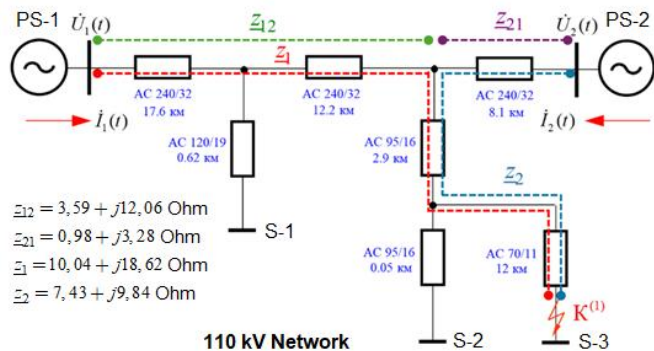 PS-1
U̇₁(t)
z₁₂
z₂₁
U̇₂(t)
PS-2
z₁
AC 240/32
17.6 км
AC 240/32
12.2 км
AC 240/32
8.1 км
İ₁(t)
İ₂(t)
AC 120/19
0.62 км
AC 95/16
2.9 км
z₂
z₁₂ = 3,59 + j12,06 Ohm
z₂₁ = 0,98 + j3,28 Ohm
z₁ = 10,04 + j18,62 Ohm
z₂ = 7,43 + j9,84 Ohm
S-1
AC 95/16
0.05 км
AC 70/11
12 км
K⁽¹⁾
110 kV Network
S-2
S-3